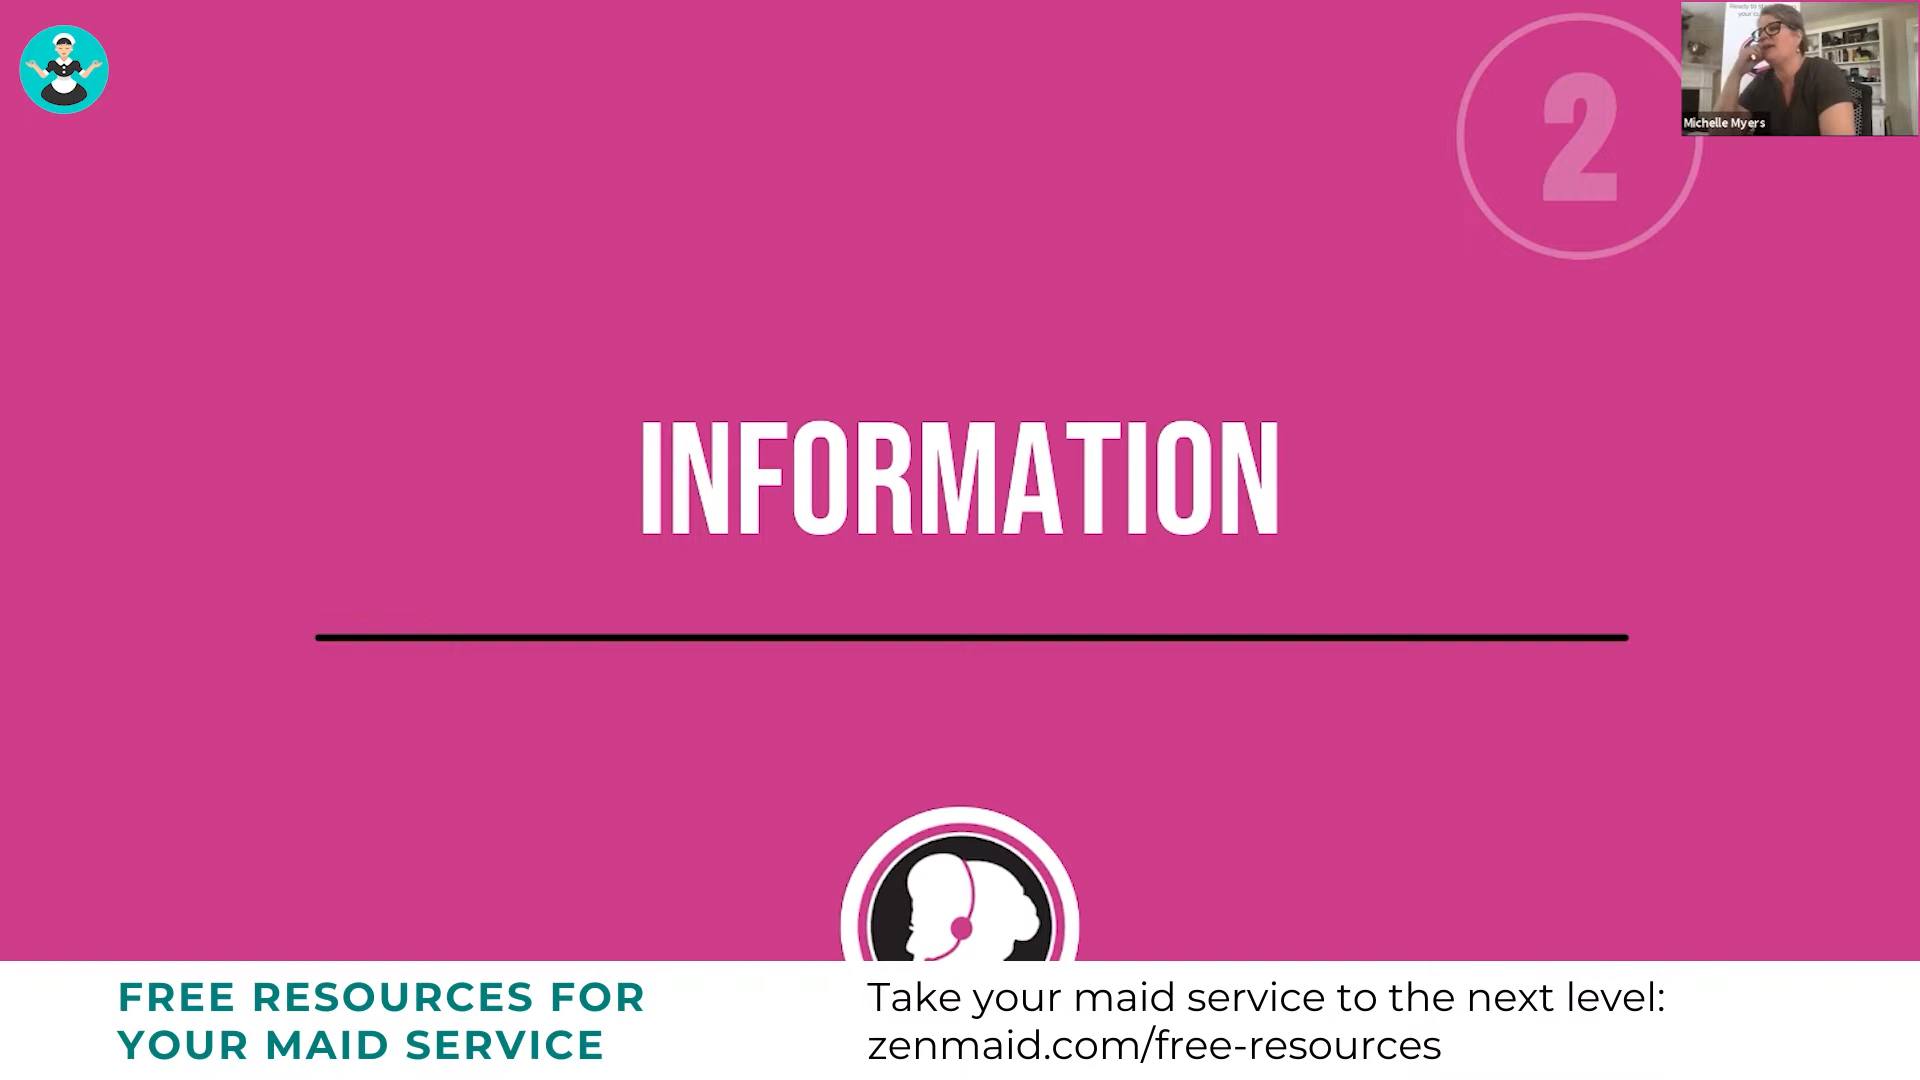 2
Michelle Myers
INFORMATION
FREE RESOURCES FOR
YOUR MAID SERVICE
Take your maid service to the next level:
zenmaid.com/free-resources